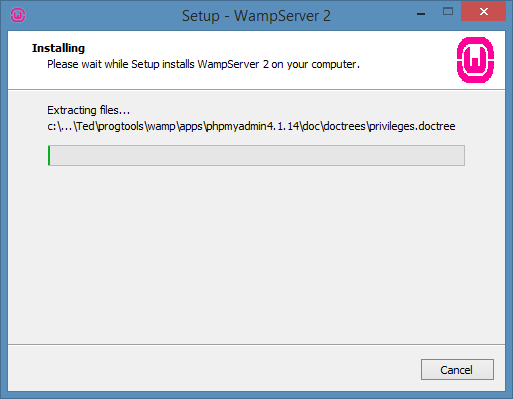 Setup - WampServer 2
Installing
Please wait while Setup installs WampServer 2 on your computer.
Extracting files...
c:\...\Ted\progtools\wamp\apps\phpmyadmin4.1.14\doc\doctrees\privileges.doctree
Cancel